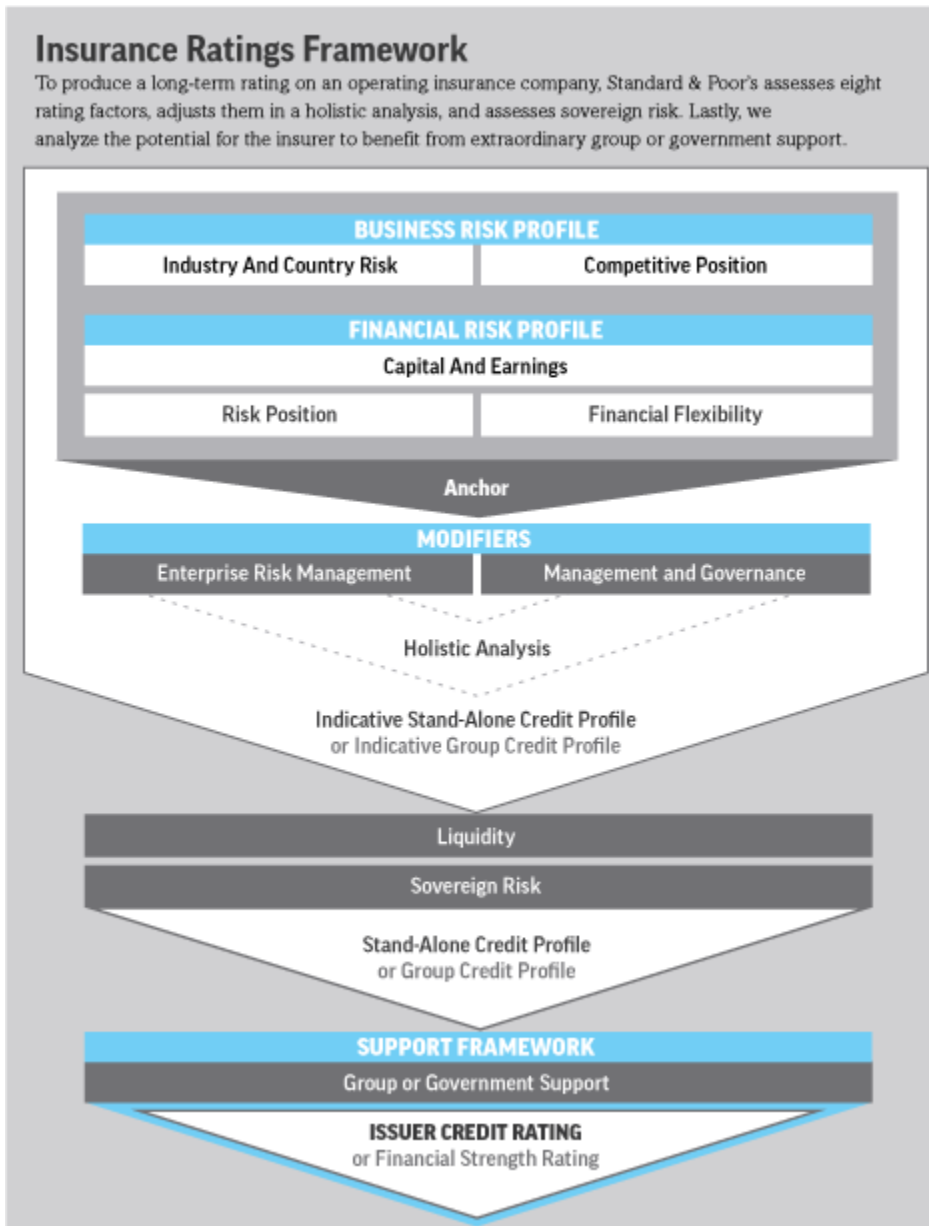 Insurance Ratings Framework
To produce a long-term rating on an operating insurance company, Standard & Poor's assesses eight
rating factors, adjusts them in a holistic analysis, and assesses sovereign risk. Lastly, we
analyze the potential for the insurer to benefit from extraordinary group or government support.
BUSINESS RISK PROFILE
Industry And Country Risk
Competitive Position
FINANCIAL RISK PROFILE
Capital And Earnings
Risk Position
Financial Flexibility
Anchor
MODIFIERS
Enterprise Risk Management
Management and Governance
Holistic Analysis
Indicative Stand-Alone Credit Profile
or Indicative Group Credit Profile
Liquidity
Sovereign Risk
Stand-Alone Credit Profile
or Group Credit Profile
SUPPORT FRAMEWORK
Group or Government Support
ISSUER CREDIT RATING
or Financial Strength Rating